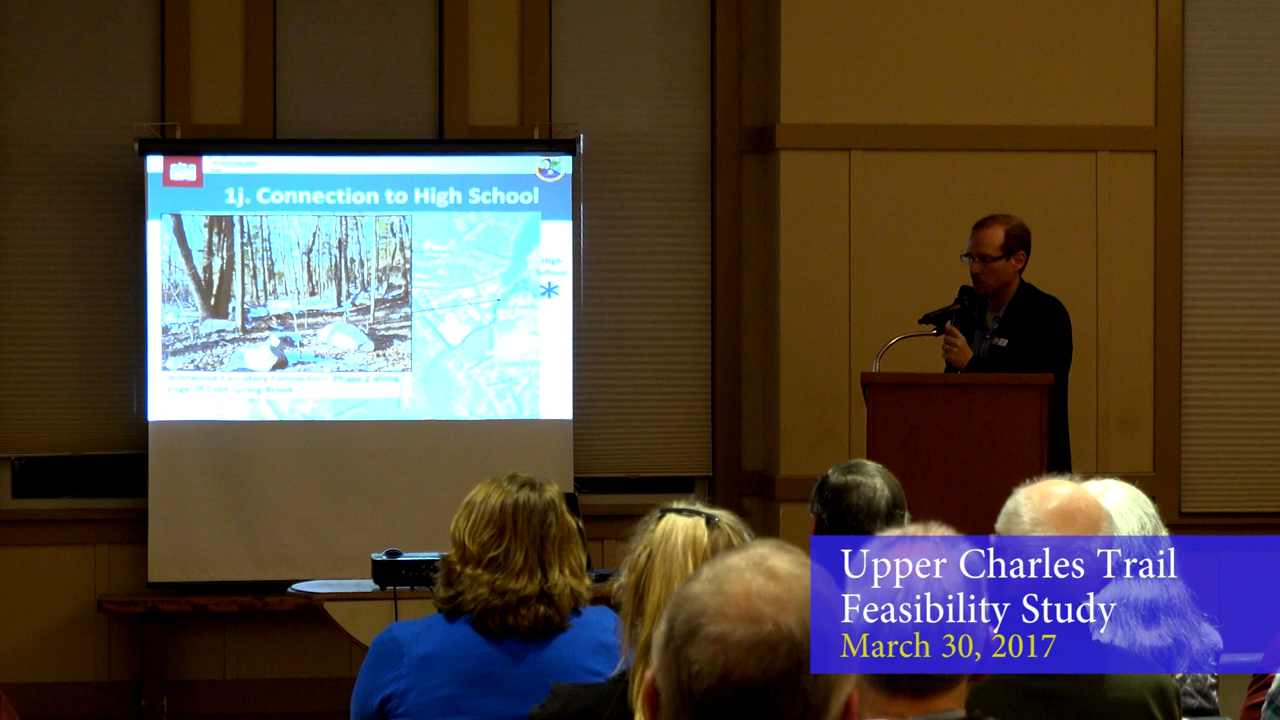 1j. Connection to High School
High
School
Upper Charles Trail
Feasibility Study
March 30, 2017